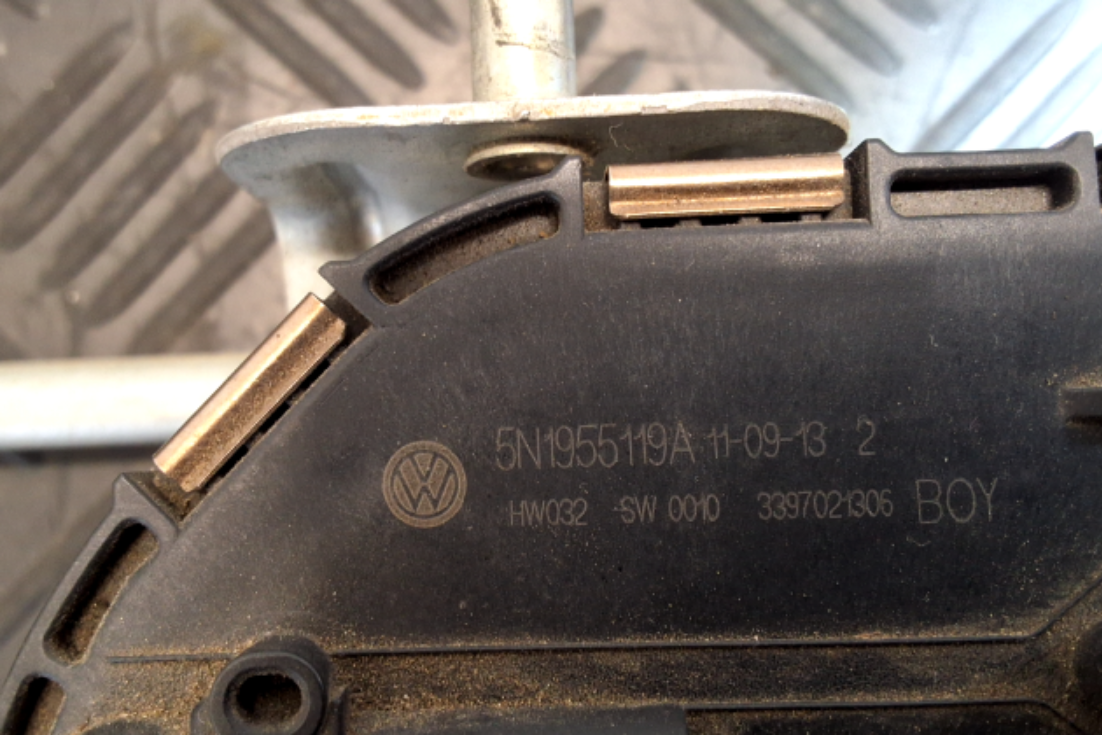 5N1955119A 11-09-13 2
HW032 SW 0010 3397021306 BOY